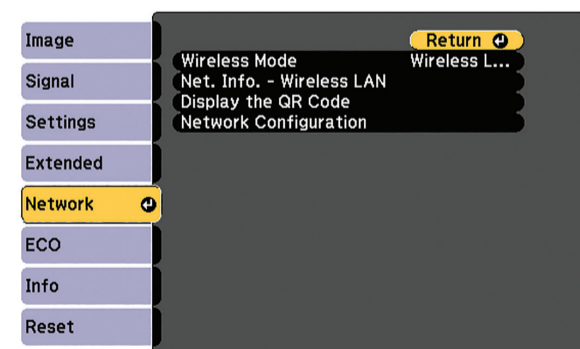 Image
Signal
Settings
Extended
Network
ECO
Info
Reset
Return
Wireless Mode Wireless L...
Net. Info. - Wireless LAN
Display the QR Code
Network Configuration